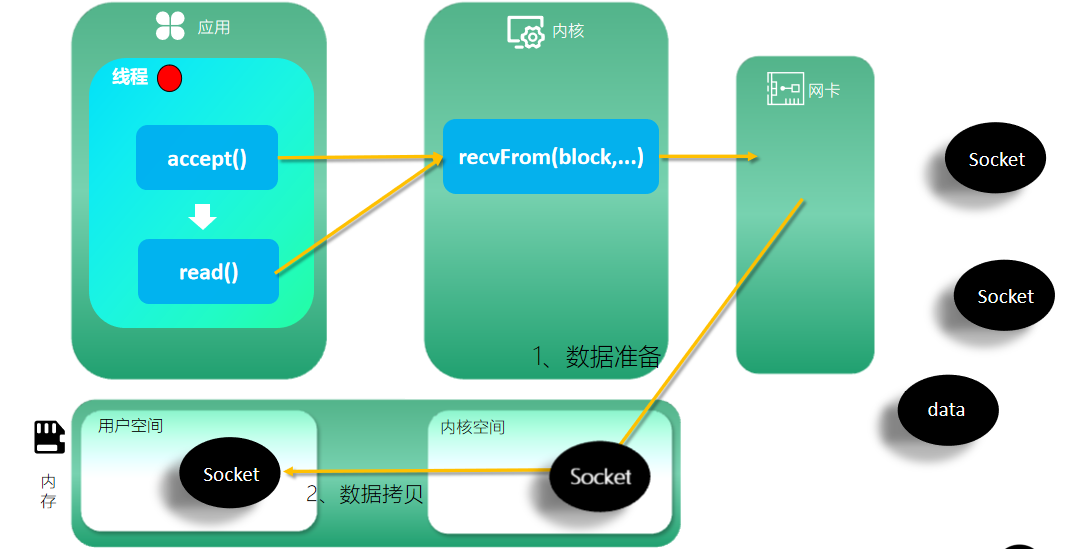 应用
线程
accept()
read()
内核
recvFrom(block,...)
网卡
Socket
Socket
data
1、数据准备
内存
用户空间
Socket
2、数据拷贝
内核空间
Socket